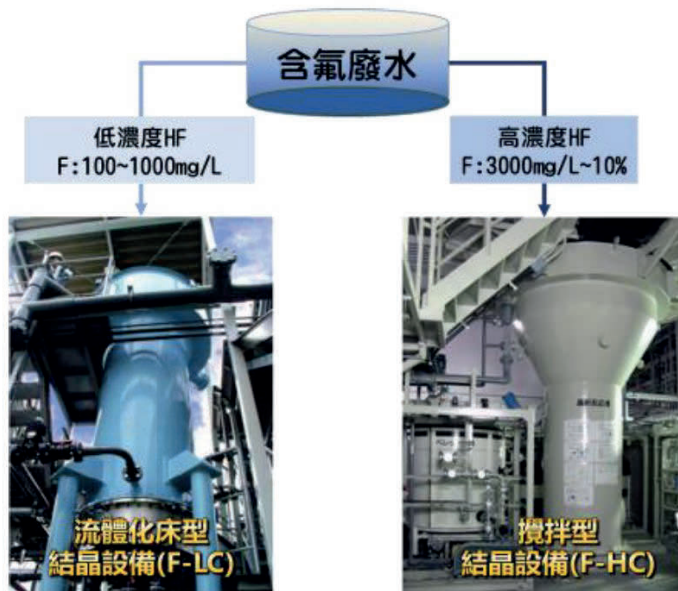 含氟廢水
低濃度HF
F:100~1000mg/L
高濃度HF
F:3000mg/L~10%
流體化床型
結晶設備(F-LC)
攪拌型
結晶設備(F-HC)